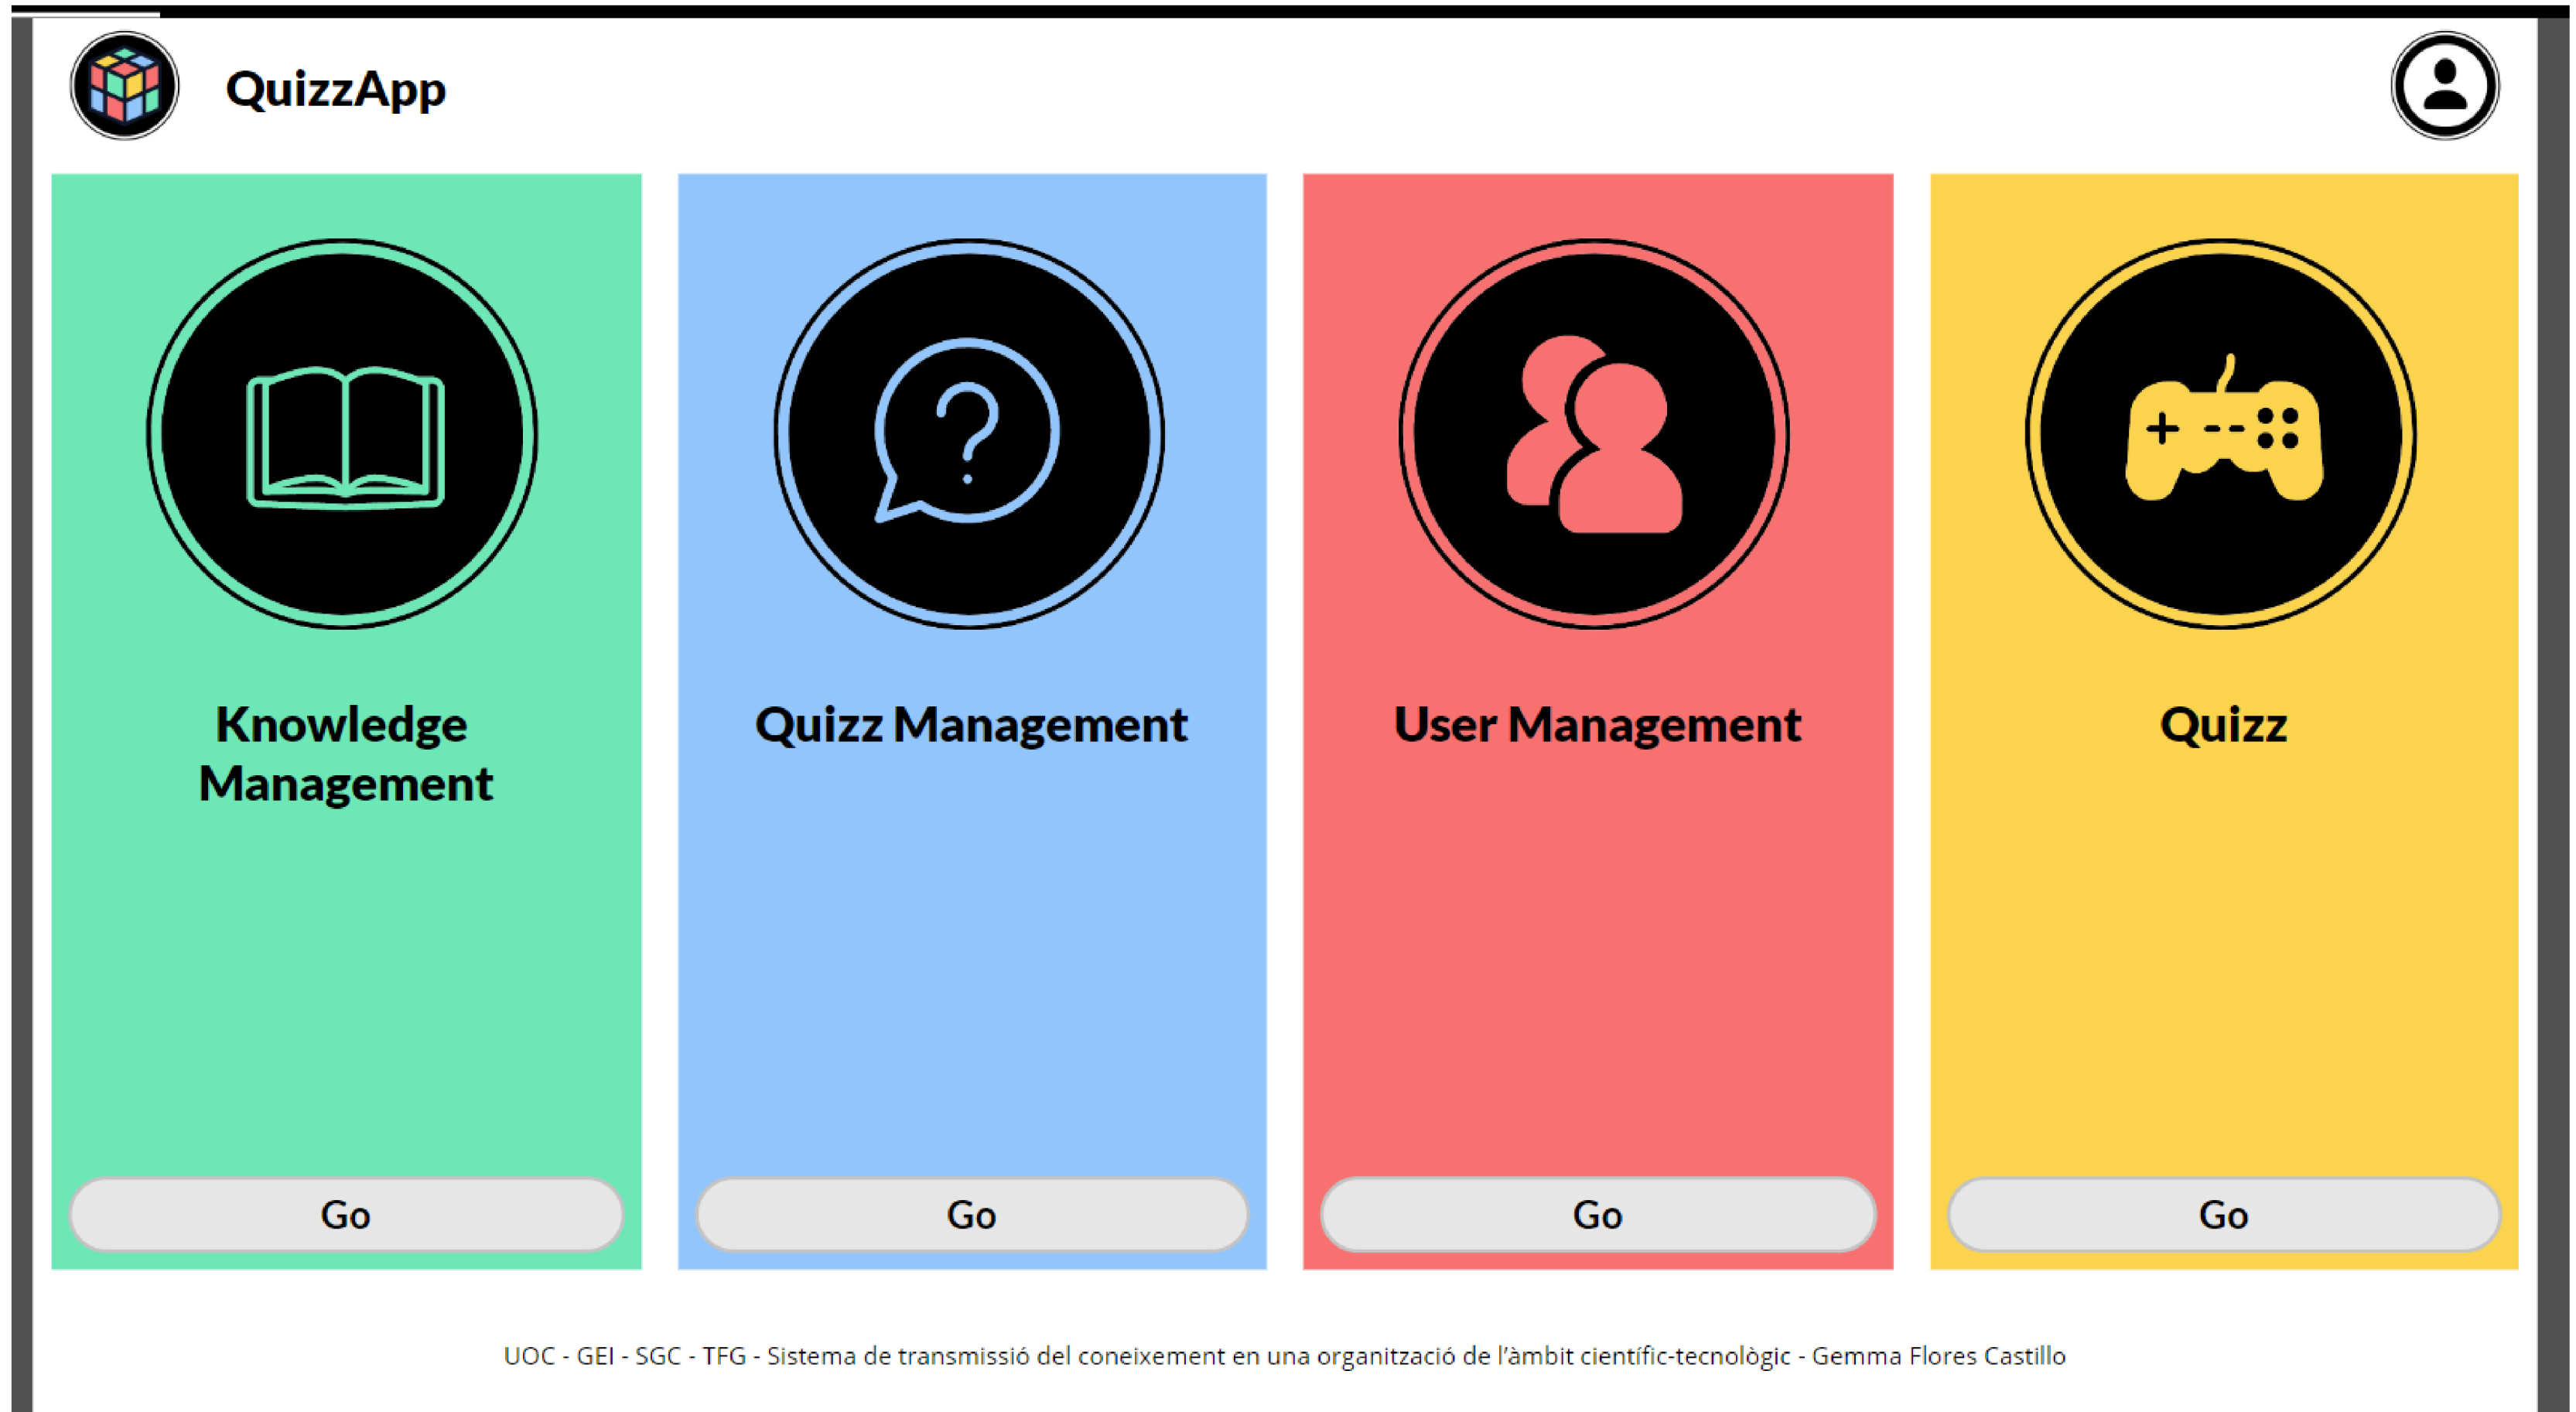 QuizzApp
Knowledge
Management
Quizz Management
User Management
Quizz
Go
Go
Go
Go
UOC - GEI - SGC - TFG - Sistema de transmissió del coneixement en una organització de l'àmbit científic-tecnològic - Gemma Flores Castillo